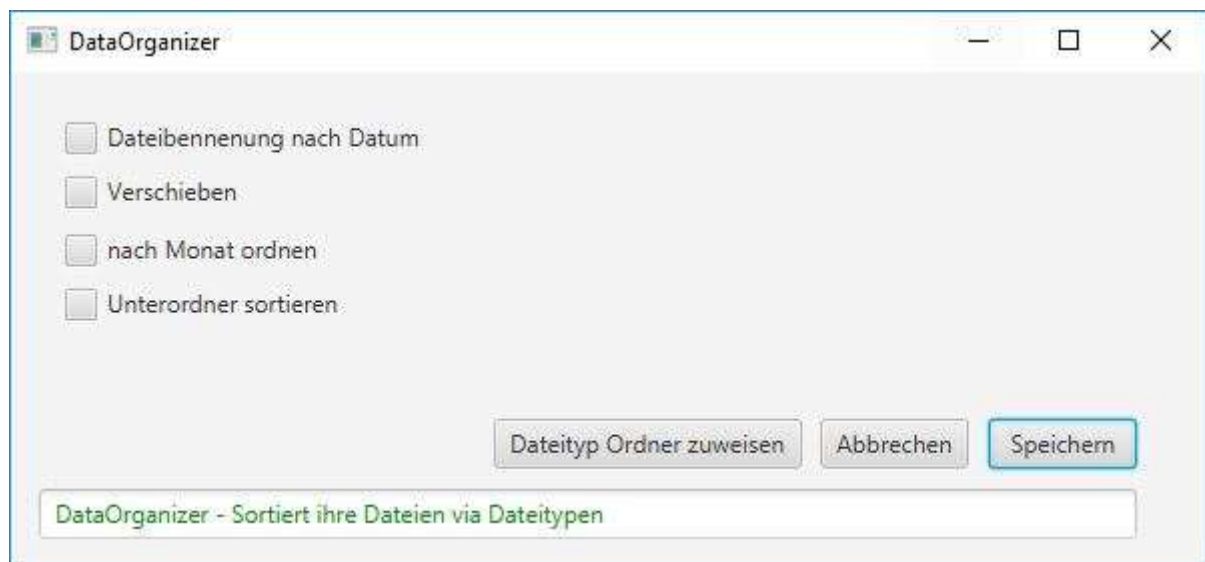 DataOrganizer
Dateibennenung nach Datum
Verschieben
nach Monat ordnen
Unterordner sortieren
Dateityp Ordner zuweisen Abbrechen Speichern
DataOrganizer - Sortiert ihre Dateien via Dateitypen